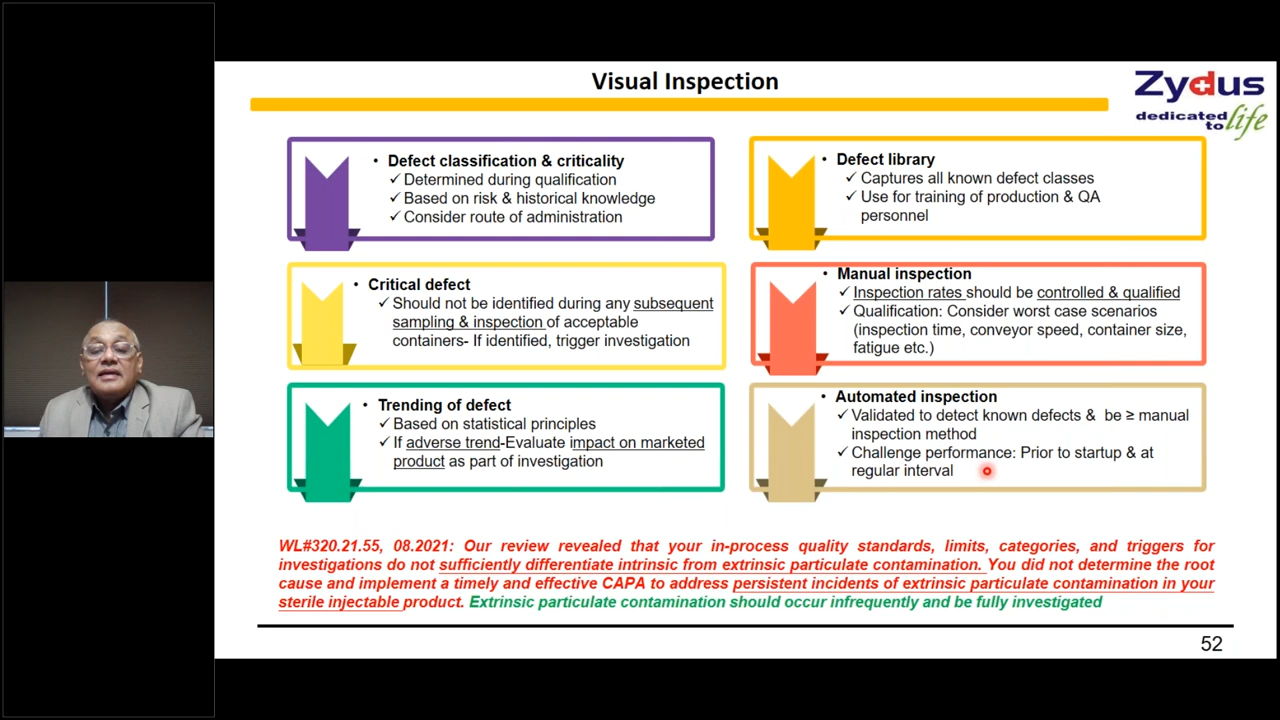 Visual Inspection
Zydus
dedicated
to life
• Defect classification & criticality
✓ Determined during qualification
✓ Based on risk & historical knowledge
✓ Consider route of administration
• Defect library
✓ Captures all known defect classes
✓ Use for training of production & QA
personnel
• Critical defect
✓ Should not be identified during any subsequent
sampling & inspection of acceptable
containers- If identified, trigger investigation
• Manual inspection
✓ Inspection rates should be controlled & qualified
✓ Qualification: Consider worst case scenarios
(inspection time, conveyor speed, container size,
fatigue etc.)
• Trending of defect
✓ Based on statistical principles
✓ If adverse trend-Evaluate impact on marketed
product as part of investigation
• Automated inspection
✓ Validated to detect known defects & be ≥ manual
inspection method
✓ Challenge performance: Prior to startup & at
regular interval
WL#320.21.55, 08.2021: Our review revealed that your in-process quality standards, limits, categories, and triggers for
investigations do not sufficiently differentiate intrinsic from extrinsic particulate contamination. You did not determine the root
cause and implement a timely and effective CAPA to address persistent incidents of extrinsic particulate contamination in your
sterile injectable product. Extrinsic particulate contamination should occur infrequently and be fully investigated
52